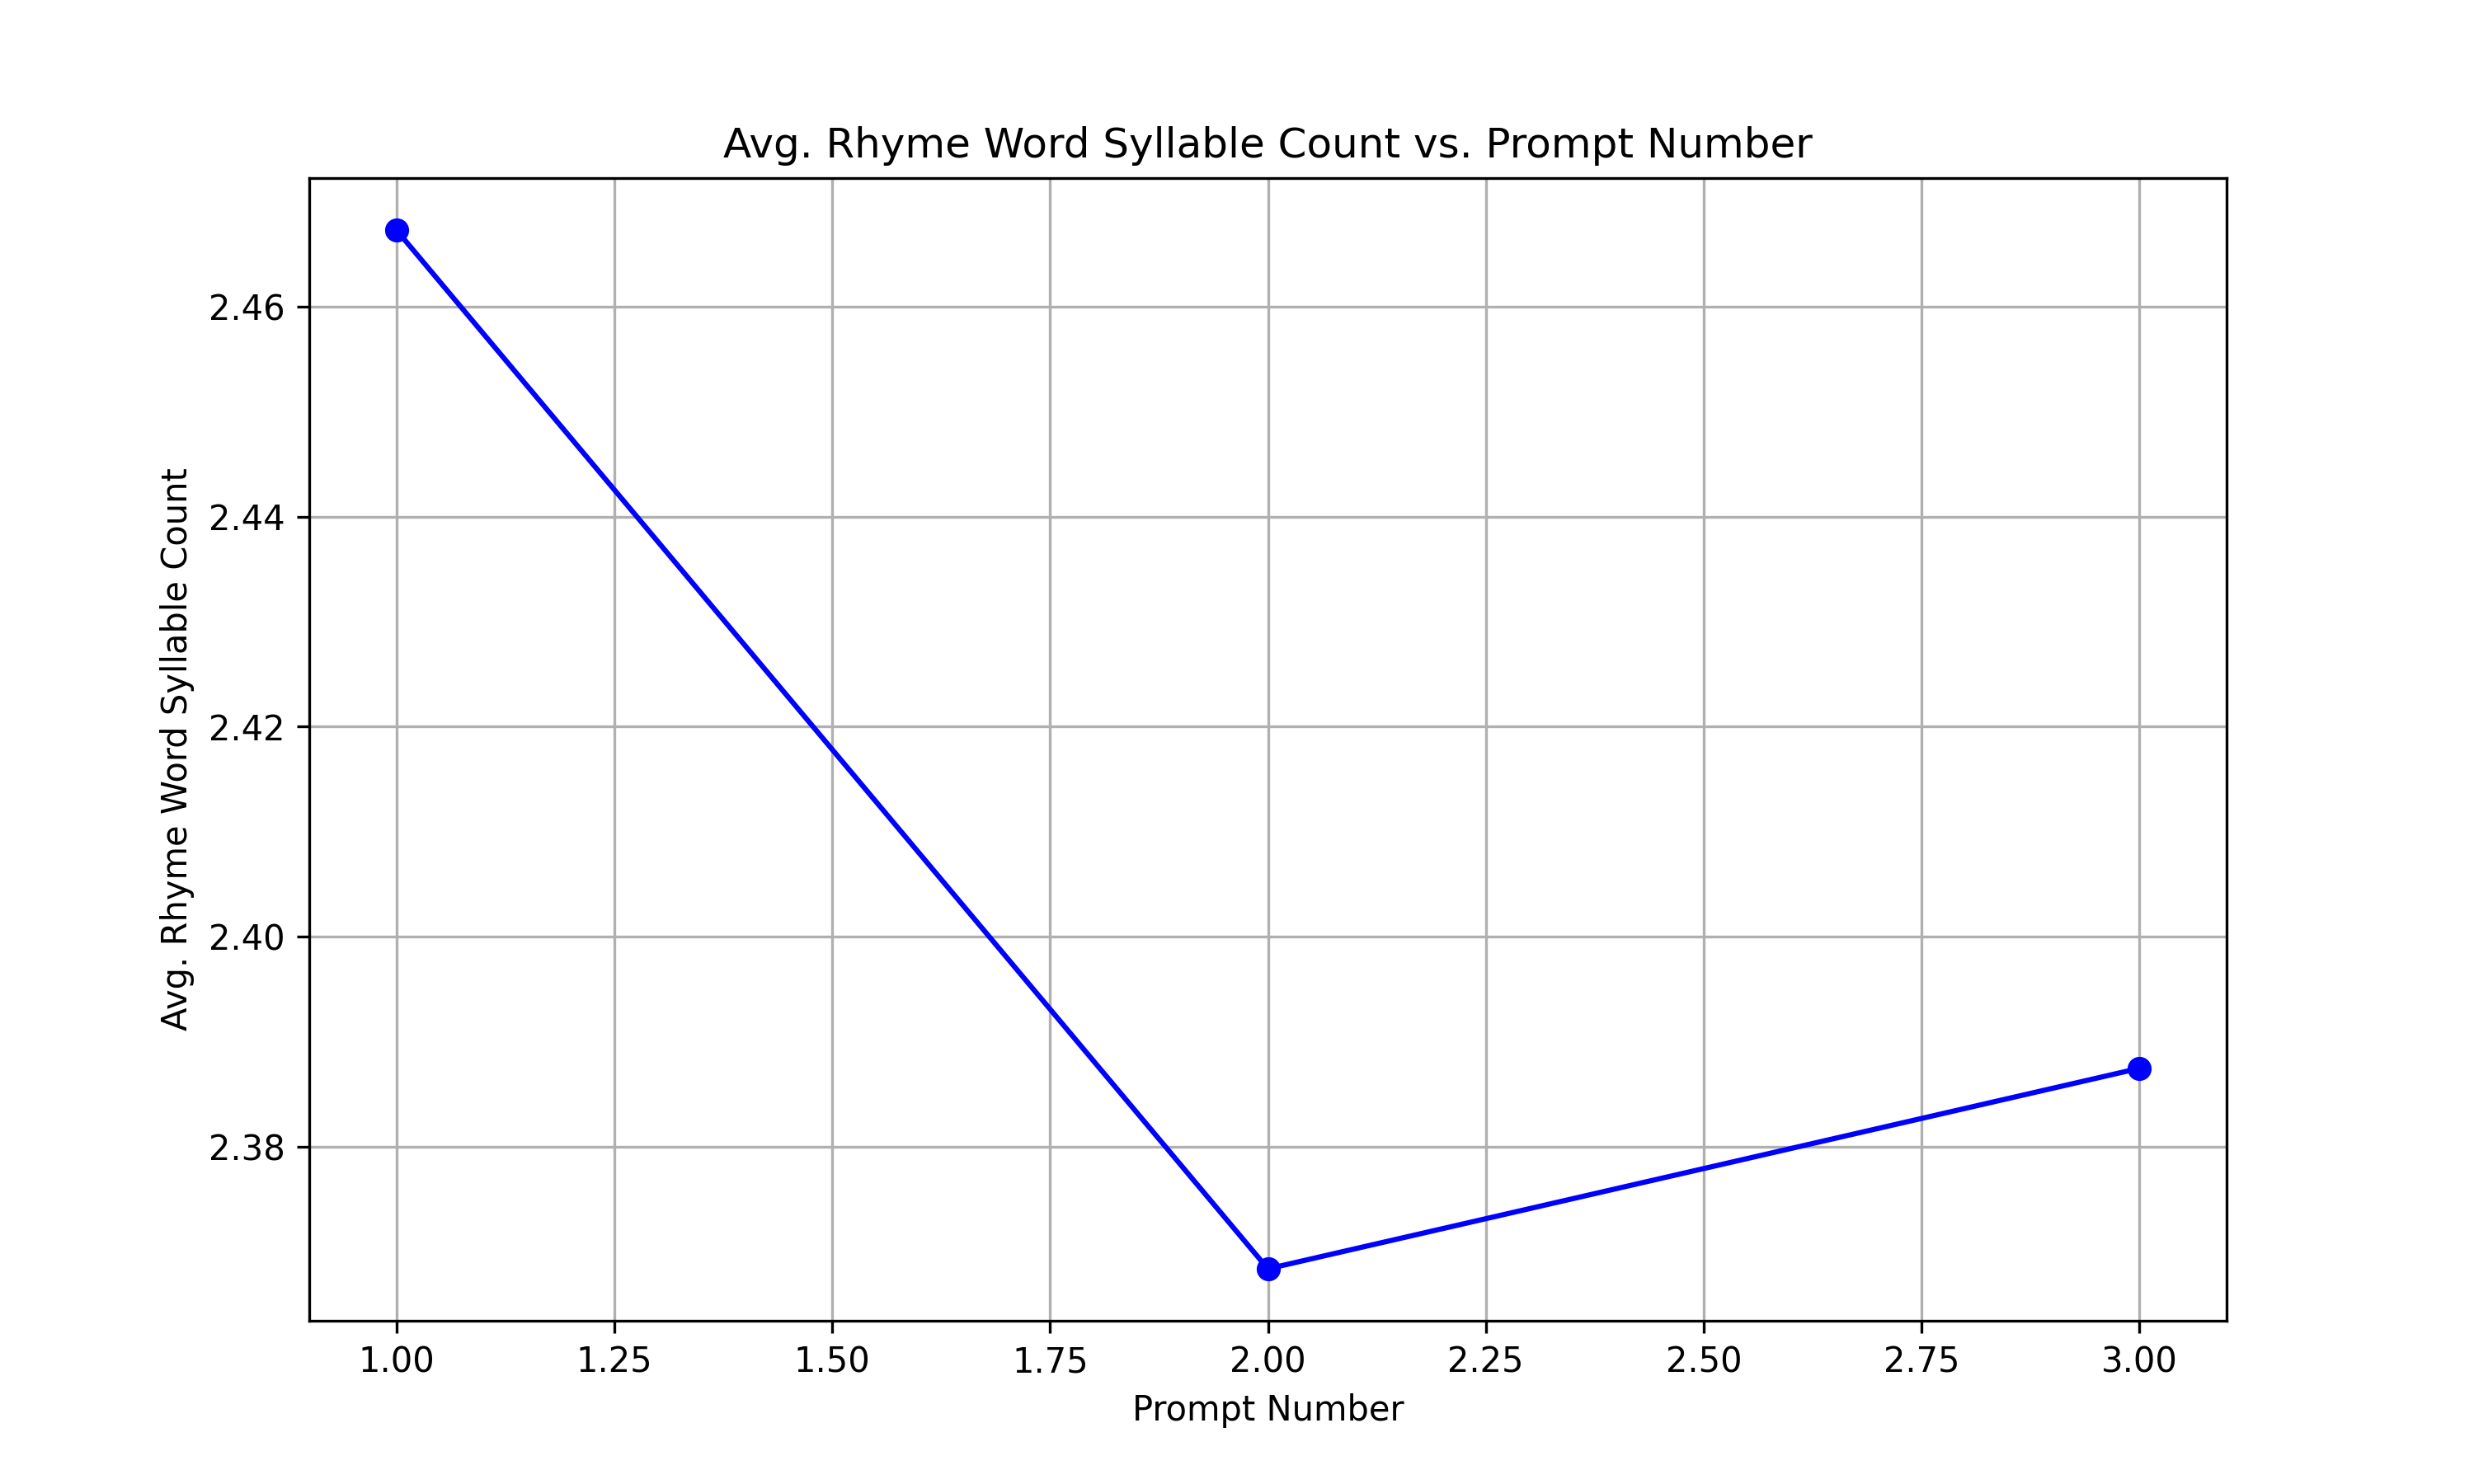 Avg. Rhyme Word Syllable Count vs. Prompt Number
Avg. Rhyme Word Syllable Count
2.46
2.44
2.42
2.40
2.38
1.00 1.25 1.50 1.75 2.00 2.25 2.50 2.75 3.00
Prompt Number